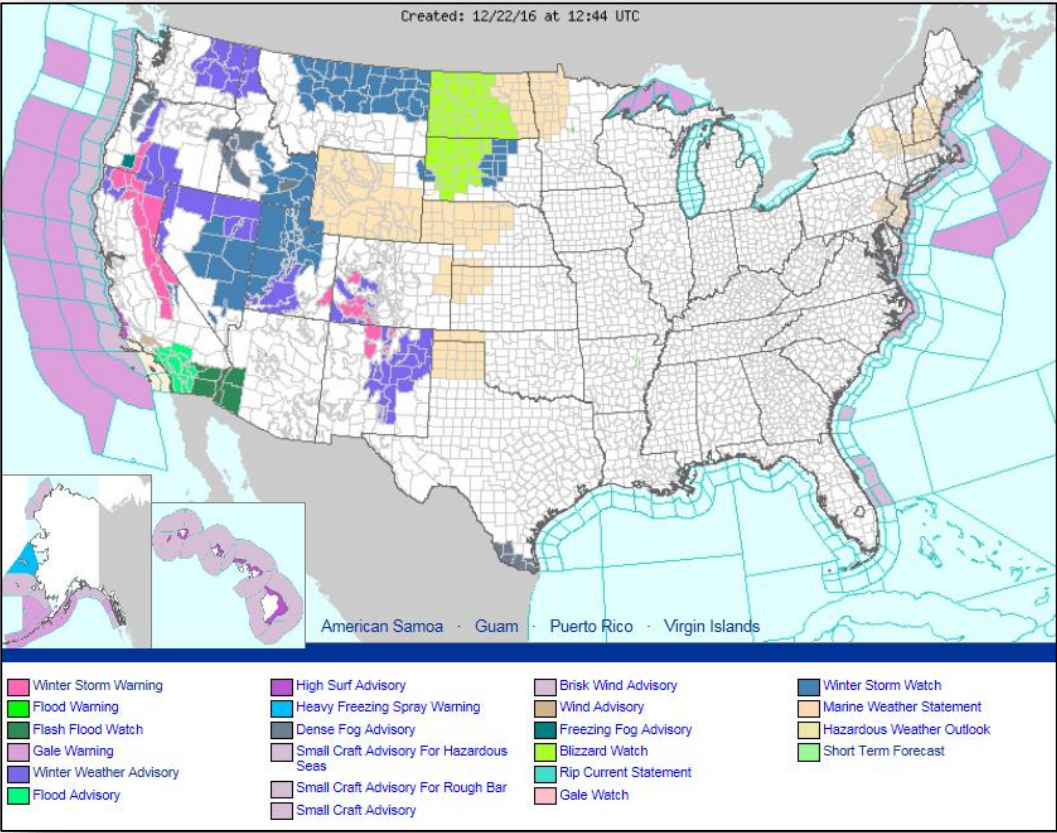 Created: 12/22/16 at 12:44 UTC
American Samoa · Guam · Puerto Rico · Virgin Islands
Winter Storm Warning
Flood Warning
Flash Flood Watch
Gale Warning
Winter Weather Advisory
Flood Advisory
High Surf Advisory
Heavy Freezing Spray Warning
Dense Fog Advisory
Small Craft Advisory For Hazardous
Seas
Small Craft Advisory For Rough Bar
Small Craft Advisory
Brisk Wind Advisory
Wind Advisory
Freezing Fog Advisory
Blizzard Watch
Rip Current Statement
Gale Watch
Winter Storm Watch
Marine Weather Statement
Hazardous Weather Outlook
Short Term Forecast